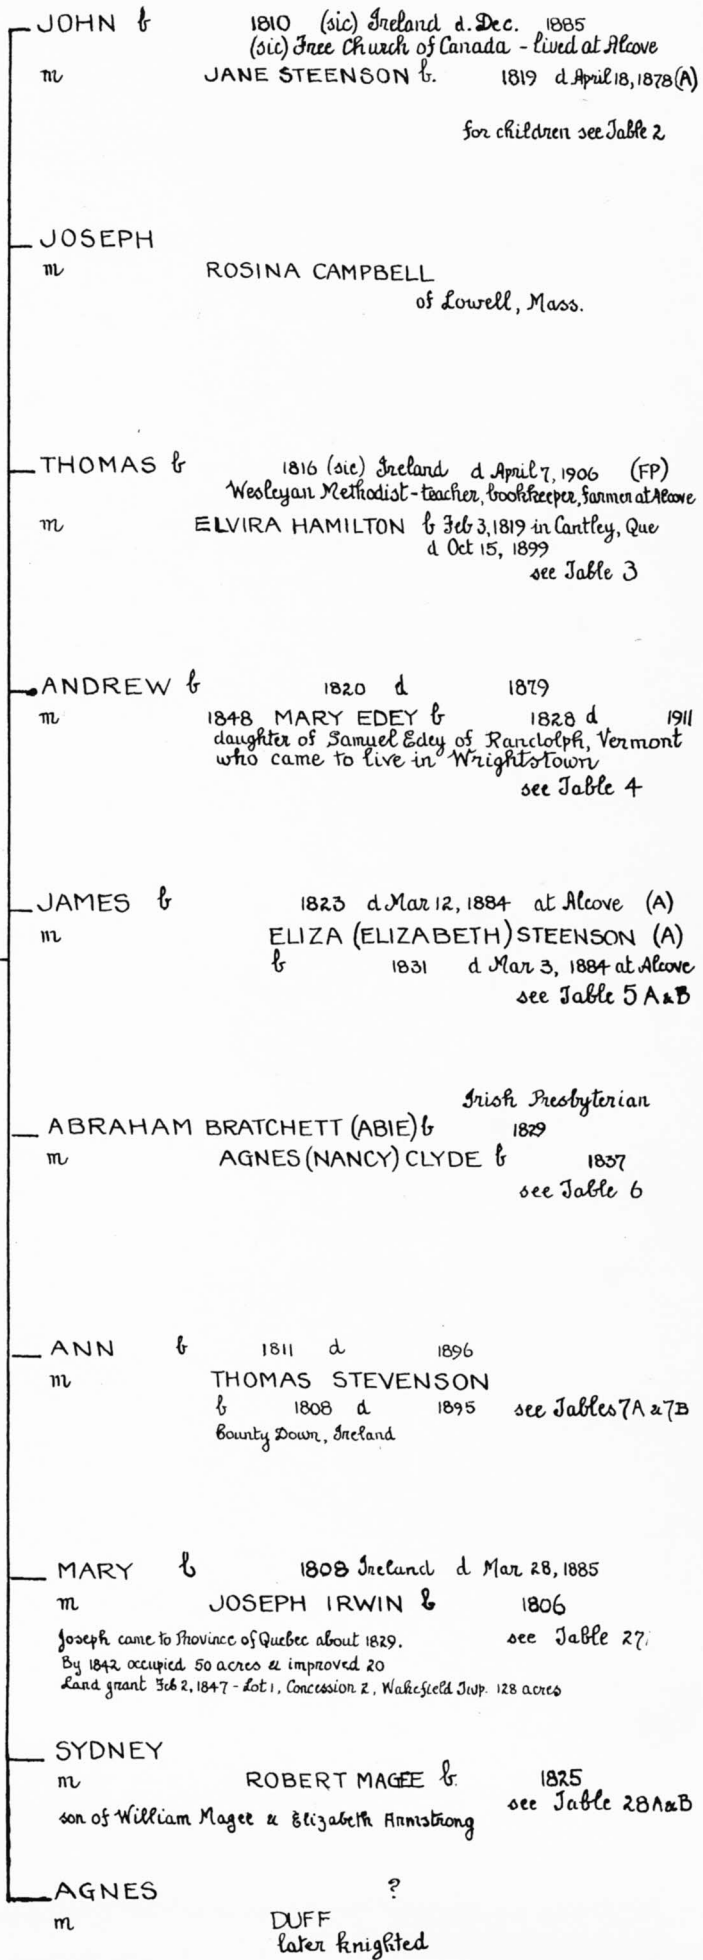 JOHN b 1810 (sic) Ireland d. Dec. 1885
(sic) Free Church of Canada - lived at Alcove
m JANE STEENSON b. 1819 d April 18, 1878 (A)
for children see Table 2
JOSEPH
m ROSINA CAMPBELL
of Lowell, Mass.
THOMAS b 1816 (sic) Ireland d April 7, 1906 (FP)
Wesleyan Methodist - teacher, bookkeeper, farmer at Alcove
m ELVIRA HAMILTON b Feb 3, 1819 in Cantley, Que
d Oct 15, 1899
see Table 3
ANDREW b 1820 d 1879
m 1848 MARY EDEY b 1828 d 1911
daughter of Samuel Edey of Randolph, Vermont
who came to live in Wrightstown
see Table 4
JAMES b 1823 d Mar 12, 1884 at Alcove (A)
m ELIZA (ELIZABETH) STEENSON (A)
b 1831 d Mar 3, 1884 at Alcove
see Table 5 A & B
Irish Presbyterian
ABRAHAM BRATCHETT (ABIE) b 1829
m AGNES (NANCY) CLYDE b 1837
see Table 6
ANN b 1811 d 1896
m THOMAS STEVENSON
b 1808 d 1895 see Tables 7A & 7B
County Down, Ireland
MARY b 1808 Ireland d Mar 28, 1885
m JOSEPH IRWIN b 1806
Joseph came to Province of Quebec about 1829. see Table 27
By 1842 occupied 50 acres & improved 20
Land grant Feb 2, 1847 - Lot 1, Concession 2, Wakefield Twp. 128 acres
SYDNEY
m ROBERT MAGEE b. 1825
see Table 28 A & B
son of William Magee & Elizabeth Armstrong
AGNES ?
m DUFF
later knighted